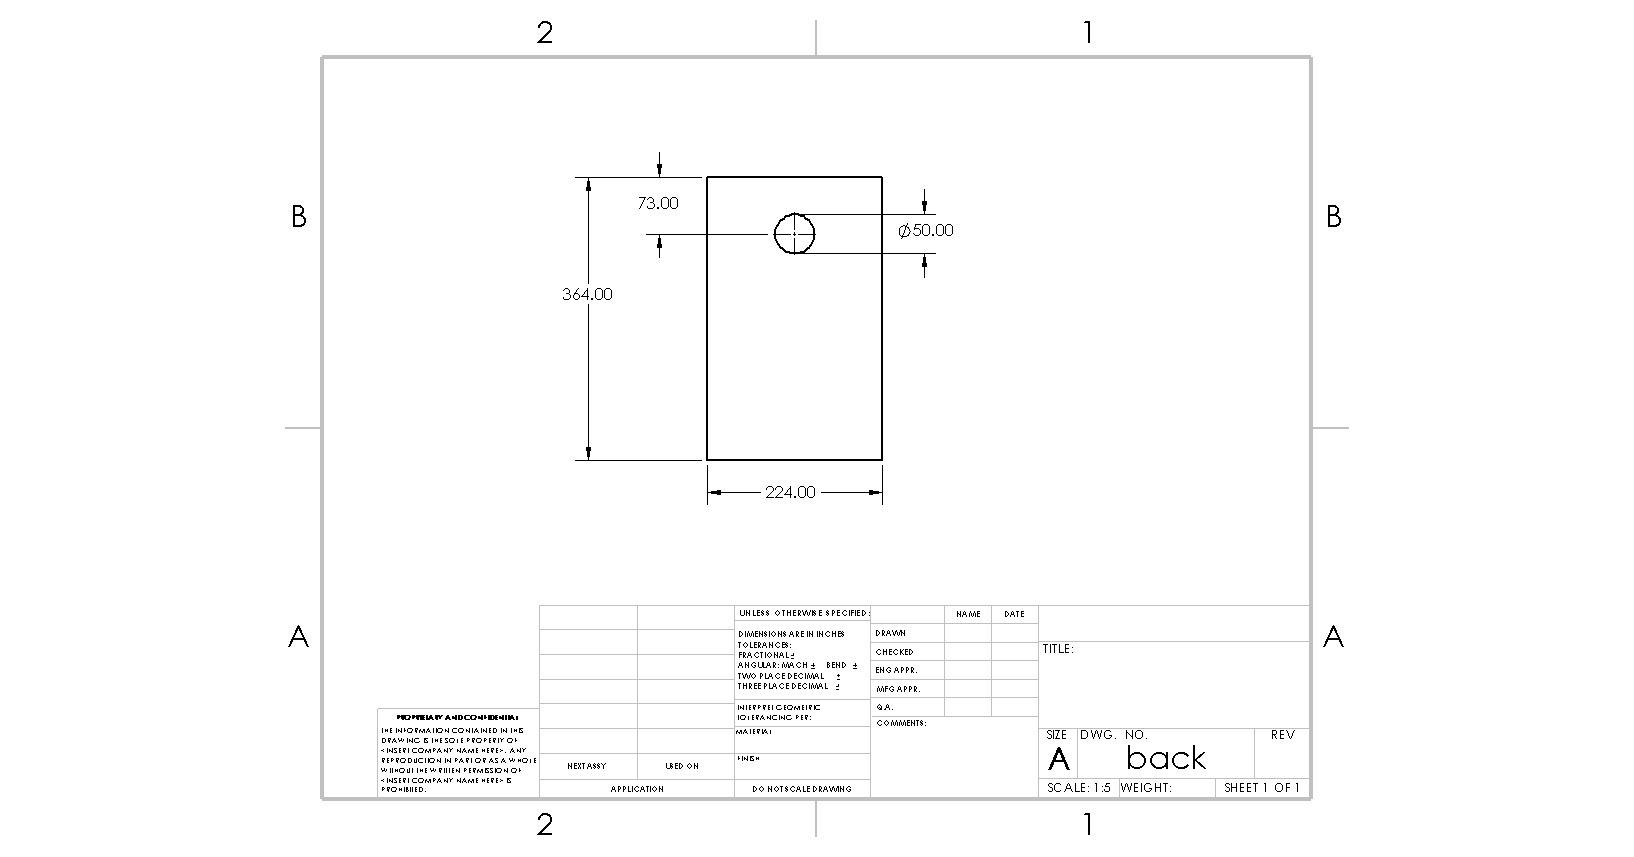 2 1
B B
73.00
Ø50.00
364.00
224.00
A A
UNLESS OTHERWISE SPECIFIED:
DIMENSIONS ARE IN INCHES
TOLERANCES:
FRACTIONAL ±
ANGULAR: MACH ± BEND ±
TWO PLACE DECIMAL ±
THREE PLACE DECIMAL ±
INTERPRET GEOMETRIC
TOLERANCING PER:
MATERIAL
FINISH
DO NOT SCALE DRAWING
NAME DATE
DRAWN
CHECKED
ENG APPR.
MFG APPR.
Q.A.
COMMENTS:
TITLE:
SIZE DWG. NO. REV
A back
SCALE: 1:5 WEIGHT: SHEET 1 OF 1
PROPRIETARY AND CONFIDENTIAL
THE INFORMATION CONTAINED IN THIS
DRAWING IS THE SOLE PROPERTY OF
<INSERT COMPANY NAME HERE>. ANY
REPRODUCTION IN PART OR AS A WHOLE
WITHOUT THE WRITTEN PERMISSION OF
<INSERT COMPANY NAME HERE> IS
PROHIBITED.
NEXT ASSY USED ON
APPLICATION
2 1